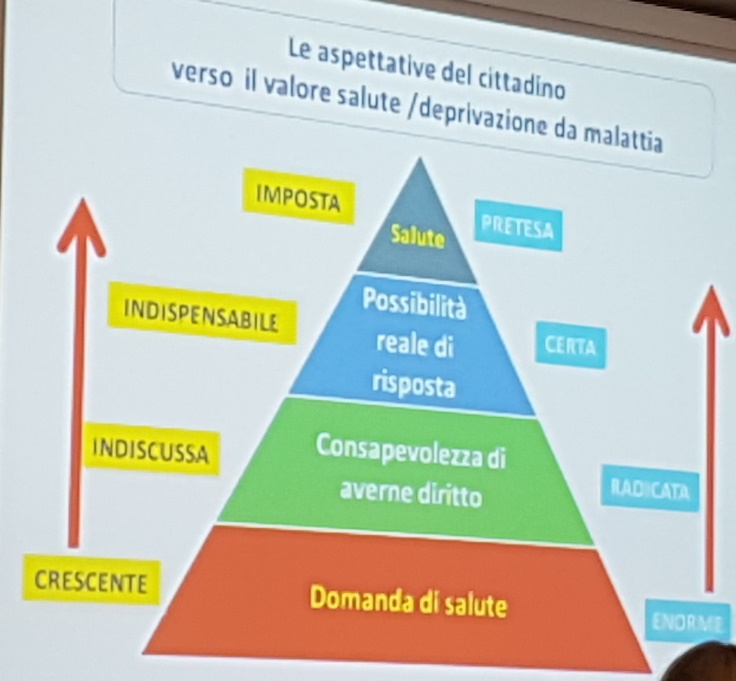 Le aspettative del cittadino
verso il valore salute /deprivazione da malattia
IMPOSTA
Salute
PRETESA
INDISPENSABILE
Possibilità
reale di
risposta
CERTA
INDISCUSSA
Consapevolezza di
averne diritto
RADICATA
CRESCENTE
Domanda di salute
ENORME